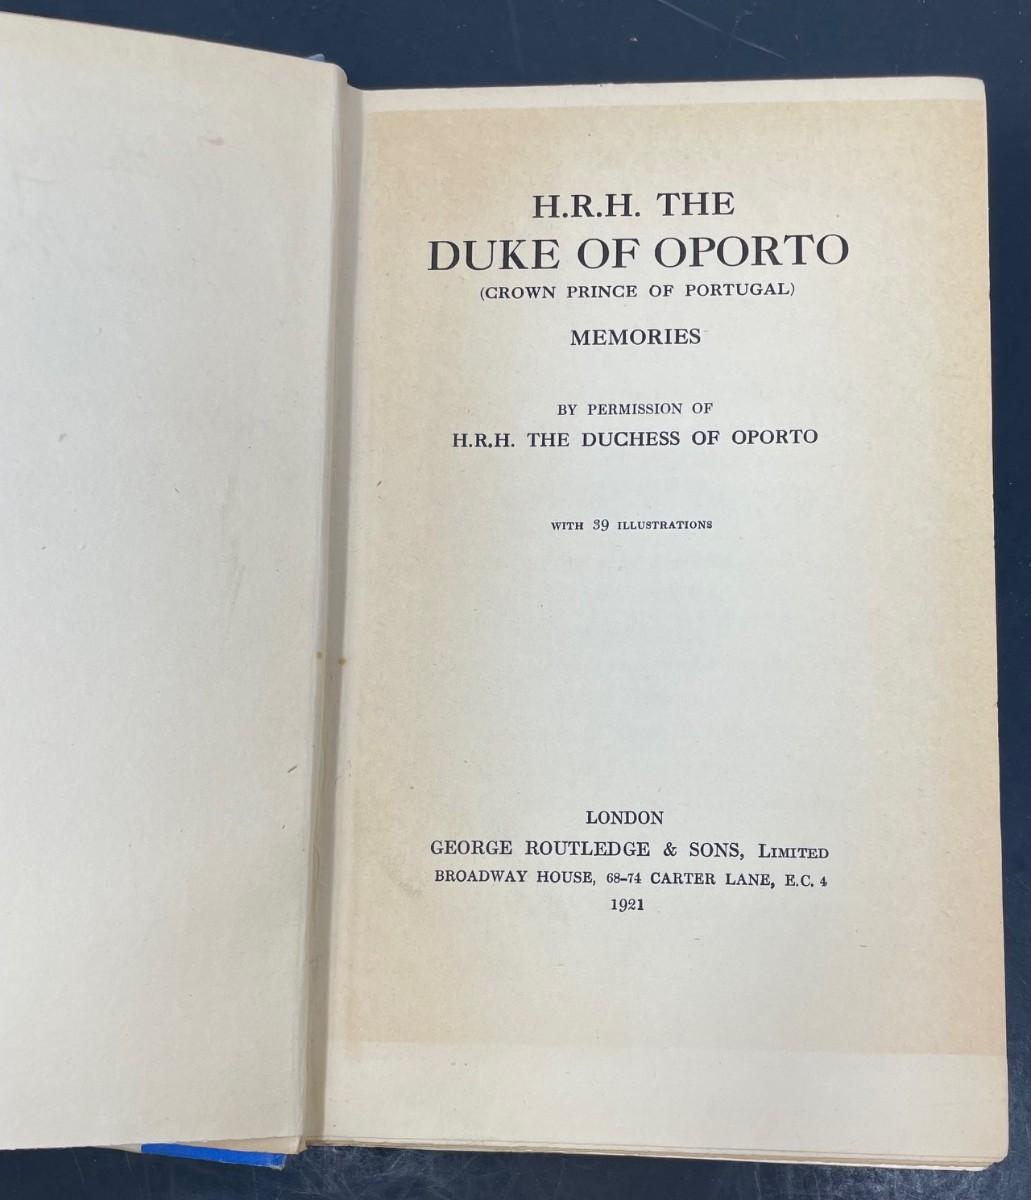 H.R.H. THE
DUKE OF OPORTO
(CROWN PRINCE OF PORTUGAL)
MEMORIES
BY PERMISSION OF
H.R.H. THE DUCHESS OF OPORTO
WITH 39 ILLUSTRATIONS
LONDON
GEORGE ROUTLEDGE & SONS, LIMITED
BROADWAY HOUSE, 68–74 CARTER LANE, E.C. 4
1921